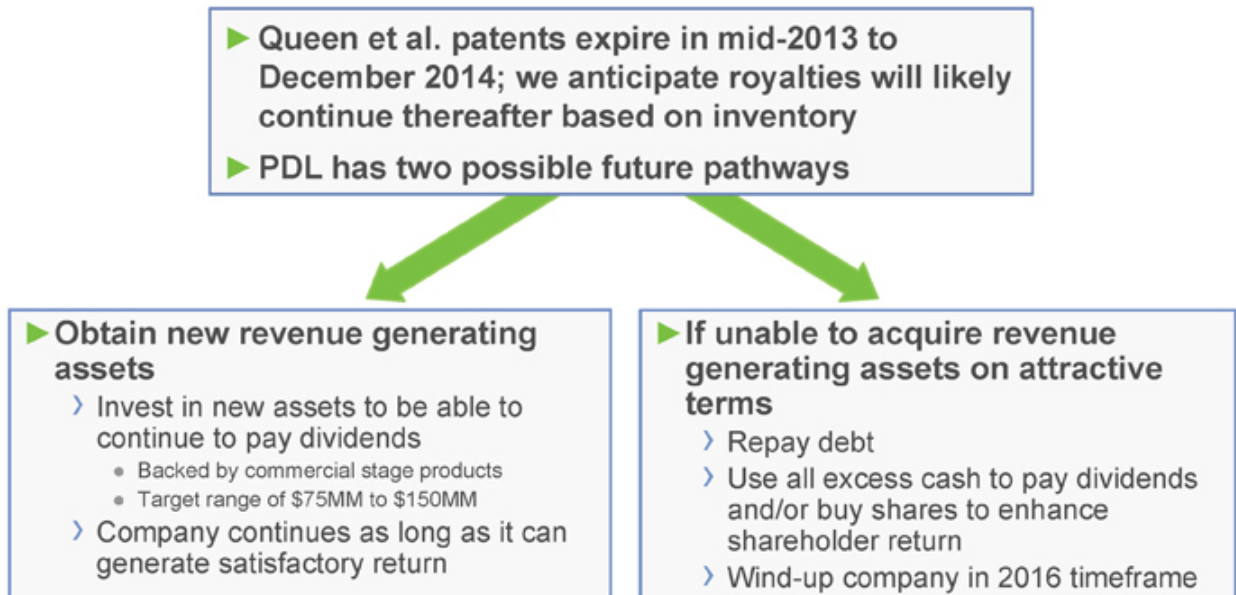 Queen et al. patents expire in mid-2013 to
December 2014; we anticipate royalties will likely
continue thereafter based on inventory
PDL has two possible future pathways
Obtain new revenue generating
assets
Invest in new assets to be able to
continue to pay dividends
Backed by commercial stage products
Target range of $75MM to $150MM
Company continues as long as it can
generate satisfactory return
If unable to acquire revenue
generating assets on attractive
terms
Repay debt
Use all excess cash to pay dividends
and/or buy shares to enhance
shareholder return
Wind-up company in 2016 timeframe